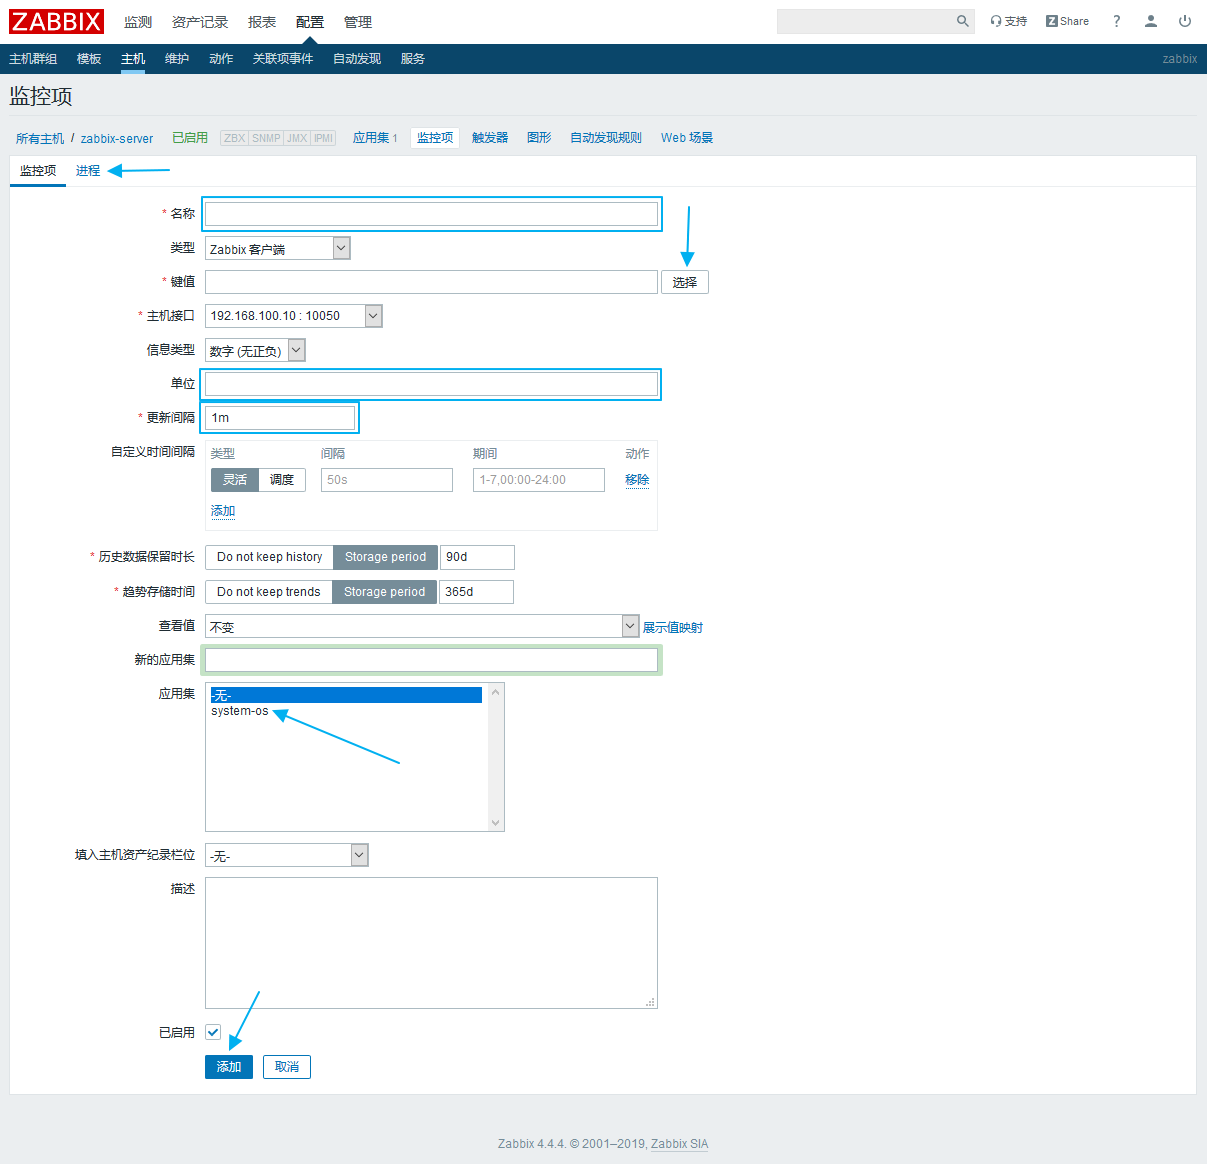 ZABBIX 监测 资产记录 报表 配置 管理 支持 Z Share ?
主机群组 模板 主机 维护 动作 关联项事件 自动发现 服务 zabbix
监控项
所有主机 / zabbix-server 已启用 ZBX SNMP JMX IPMI 应用集 1 监控项 触发器 图形 自动发现规则 Web 场景
监控项 进程
* 名称
类型 Zabbix 客户端
* 键值 选择
* 主机接口 192.168.100.10 : 10050
信息类型 数字 (无正负)
单位
* 更新间隔 1m
自定义时间间隔 类型 间隔 期间 动作
灵活 调度 50s 1-7,00:00-24:00 移除
添加
* 历史数据保留时长 Do not keep history Storage period 90d
* 趋势存储时间 Do not keep trends Storage period 365d
查看值 不变 展示值映射
新的应用集
应用集 -无-
system-os
填入主机资产纪录栏位 -无-
描述
已启用
添加 取消
Zabbix 4.4.4. © 2001–2019, Zabbix SIA